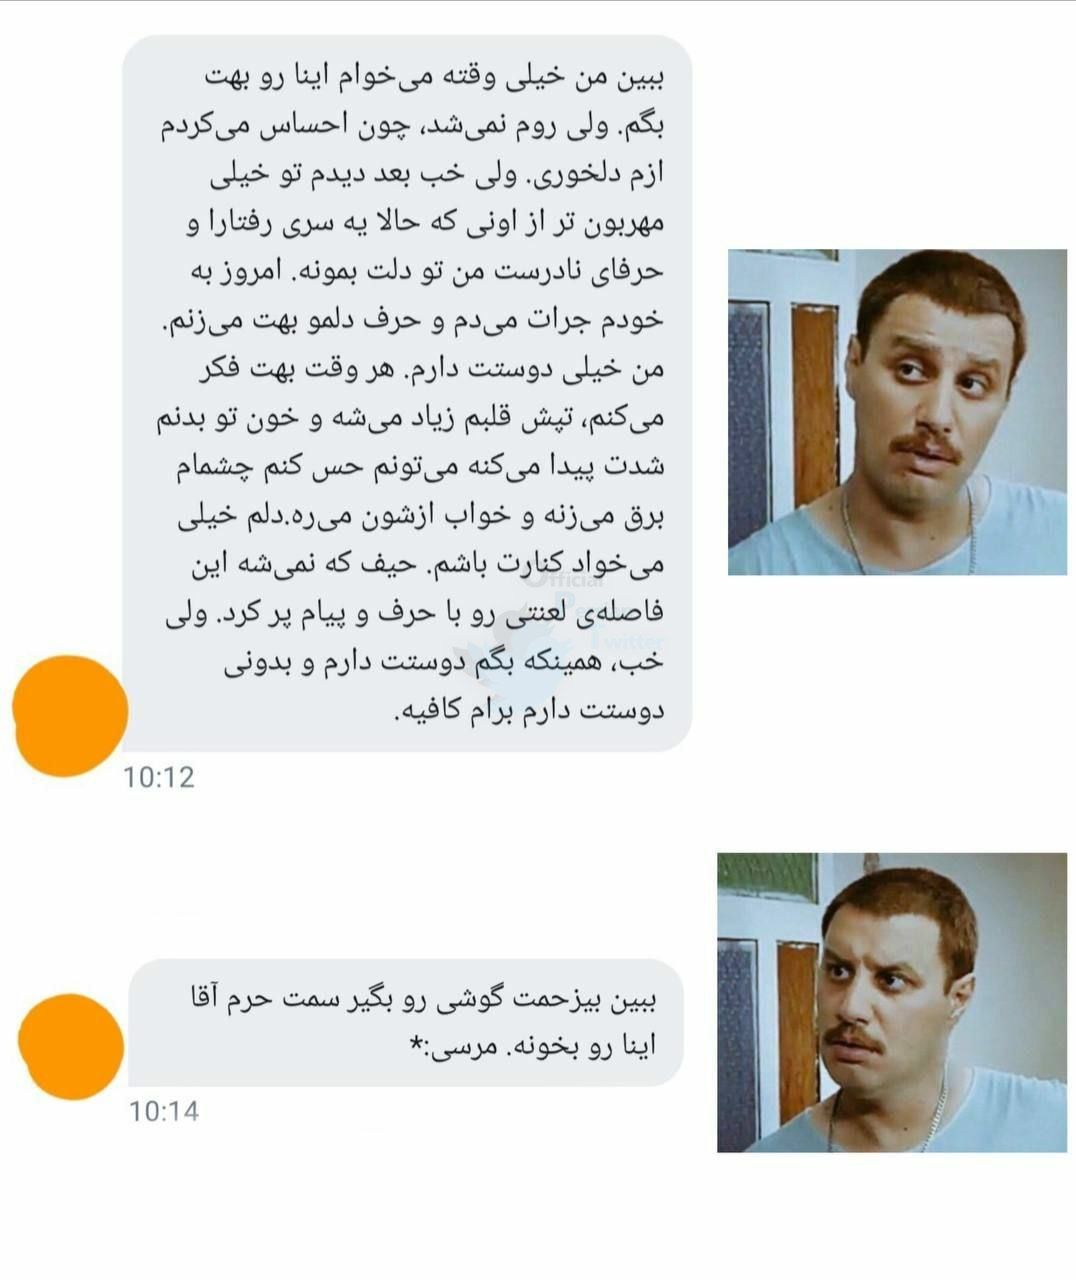 ببین من خیلی وقته می‌خوام اینا رو بهت
بگم. ولی روم نمی‌شد، چون احساس می‌کردم
ازم دلخوری. ولی خب بعد دیدم تو خیلی
مهربون تر از اونی که حالا یه سری رفتارا و
حرفای نادرست من تو دلت بمونه. امروز به
خودم جرات می‌دم و حرف دلمو بهت می‌زنم.
من خیلی دوستت دارم. هر وقت بهت فکر
می‌کنم، تپش قلبم زیاد می‌شه و خون تو بدنم
شدت پیدا می‌کنه می‌تونم حس کنم چشمام
برق می‌زنه و خواب ازشون می‌ره.دلم خیلی
می‌خواد کنارت باشم. حیف که نمی‌شه این
فاصله‌ی لعنتی رو با حرف و پیام پر کرد. ولی
خب، همینکه بگم دوستت دارم و بدونی
دوستت دارم برام کافیه.
Official
Twitter
10:12
ببین بیزحمت گوشی رو بگیر سمت حرم آقا
اینا رو بخونه. مرسی:*
10:14